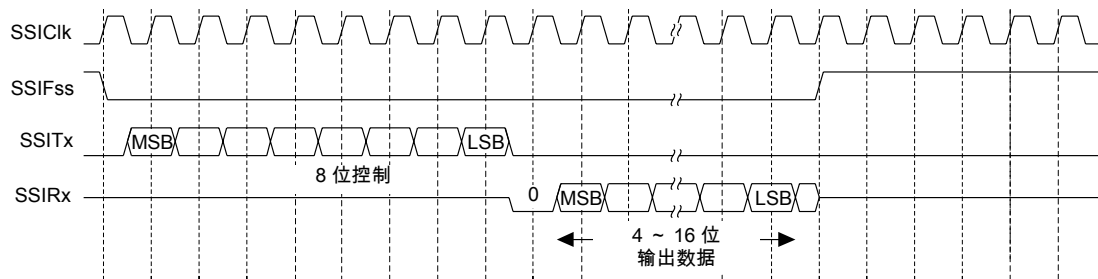 SSIClk
SSIFss
SSITx
MSB
LSB
8 位控制
SSIRx
0
MSB
LSB
4 ~ 16 位
输出数据